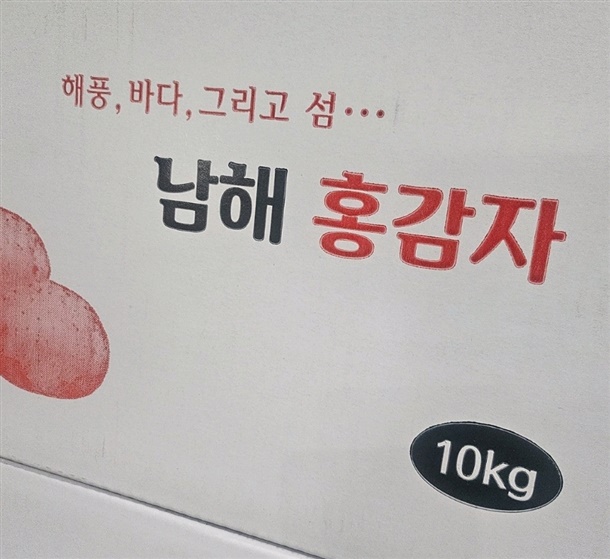 해풍, 바다, 그리고 섬···
남해 홍감자
10kg